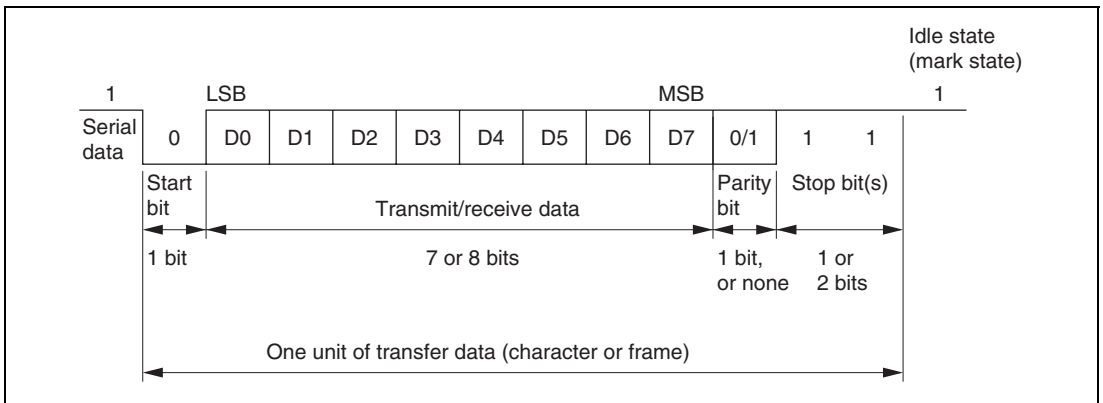 Idle state
(mark state)
1 LSB MSB 1
Serial
data
0 D0 D1 D2 D3 D4 D5 D6 D7 0/1 1 1
Start
bit
Transmit/receive data
Parity
bit
Stop bit(s)
1 bit
7 or 8 bits
1 bit,
or none
1 or
2 bits
One unit of transfer data (character or frame)